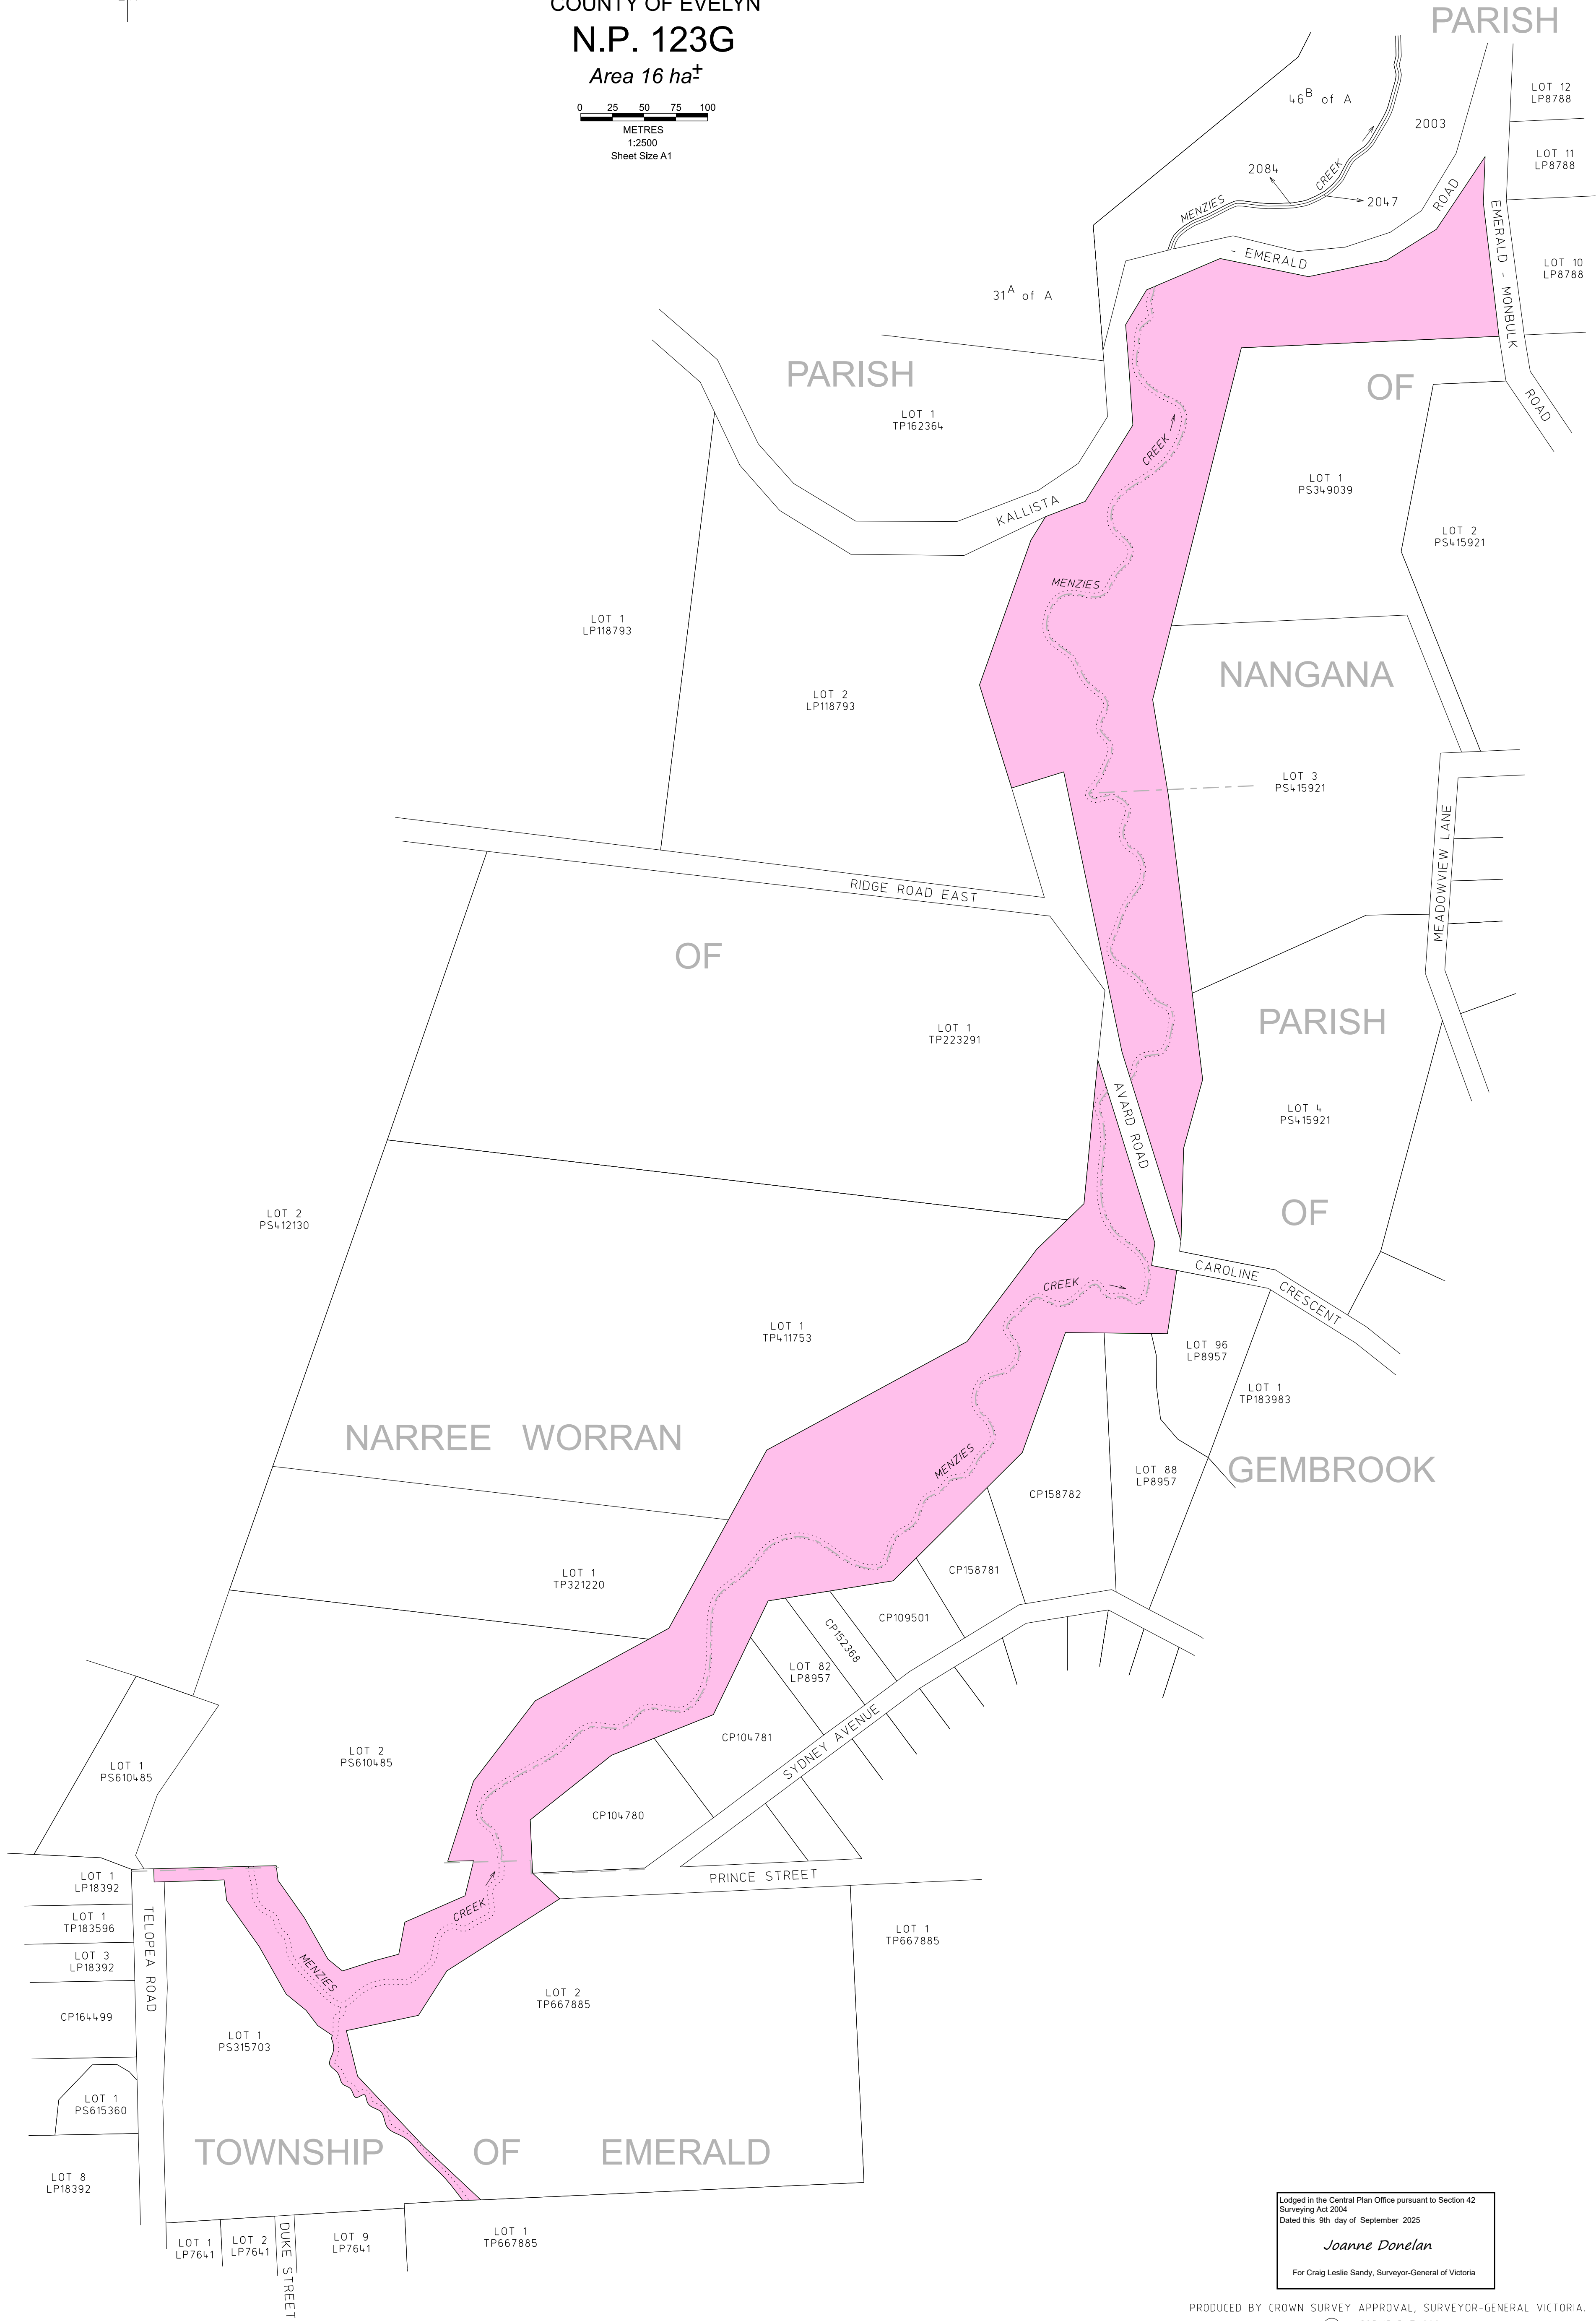 COUNTY OF EVELYN
N.P. 123G
Area 16 ha±
0 25 50 75 100
METRES
1:2500
Sheet Size A1
PARISH
46B of A
2003
LOT 12
LP8788
LOT 11
LP8788
2084
CREEK
2047
MENZIES
ROAD
EMERALD - MONBULK
ROAD
- EMERALD
LOT 10
LP8788
31A of A
PARISH
OF
LOT 1
TP162364
CREEK
KALLISTA
LOT 1
PS349039
LOT 2
PS415921
MENZIES
LOT 1
LP118793
NANGANA
LOT 2
LP118793
LOT 3
PS415921
MEADOWVIEW LANE
RIDGE ROAD EAST
OF
LOT 1
TP223291
PARISH
AVARD ROAD
LOT 4
PS415921
LOT 2
PS412130
OF
CAROLINE
CRESCENT
CREEK
LOT 1
TP411753
LOT 96
LP8957
LOT 1
TP183983
NARREE WORRAN
MENZIES
LOT 88
LP8957
GEMBROOK
CP158782
LOT 1
TP321220
CP158781
CP109501
CP152368
LOT 82
LP8957
SYDNEY AVENUE
CP104781
LOT 2
PS610485
LOT 1
PS610485
CP104780
PRINCE STREET
LOT 1
LP18392
LOT 1
TP183596
LOT 3
LP18392
TELOPEA ROAD
CREEK
MENZIES
LOT 1
TP667885
CP164499
LOT 2
TP667885
LOT 1
PS315703
LOT 1
PS615360
TOWNSHIP OF EMERALD
LOT 8
LP18392
LOT 1
LP7641
LOT 2
LP7641
DUKE STREET
LOT 9
LP7641
LOT 1
TP667885
Lodged in the Central Plan Office pursuant to Section 42
Surveying Act 2004
Dated this 9th day of September 2025
Joanne Donelan
For Craig Leslie Sandy, Surveyor-General of Victoria
PRODUCED BY CROWN SURVEY APPROVAL, SURVEYOR-GENERAL VICTORIA.